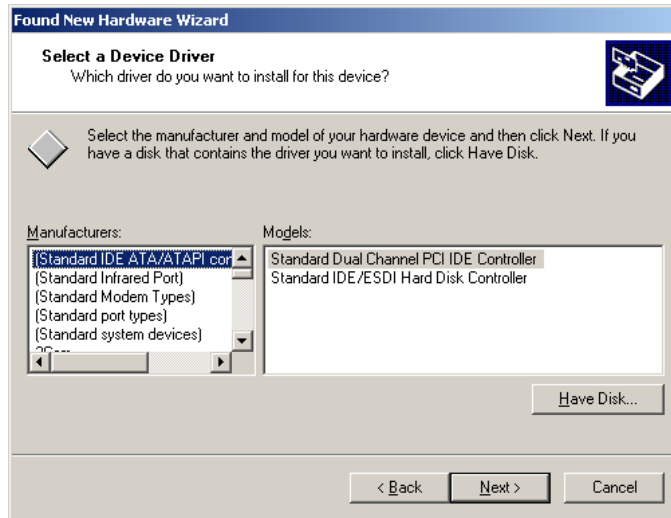 Found New Hardware Wizard
Select a Device Driver
Which driver do you want to install for this device?
Select the manufacturer and model of your hardware device and then click Next. If you
have a disk that contains the driver you want to install, click Have Disk.
Manufacturers:
(Standard IDE ATA/ATAPI con
(Standard Infrared Port)
(Standard Modem Types)
(Standard port types)
(Standard system devices)
Models:
Standard Dual Channel PCI IDE Controller
Standard IDE/ESDI Hard Disk Controller
Have Disk...
< Back
Next >
Cancel